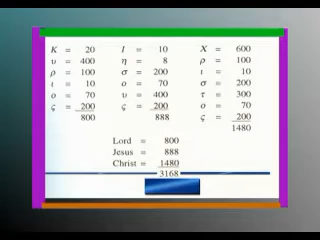 Κ = 20 Ι = 10 Χ = 600
υ = 400 η = 8 ρ = 100
ρ = 100 σ = 200 ι = 10
ι = 10 ο = 70 σ = 200
ο = 70 υ = 400 τ = 300
ς = 200 ς = 200 ο = 70
800 888 ς = 200
1480
Lord = 800
Jesus = 888
Christ = 1480
3168